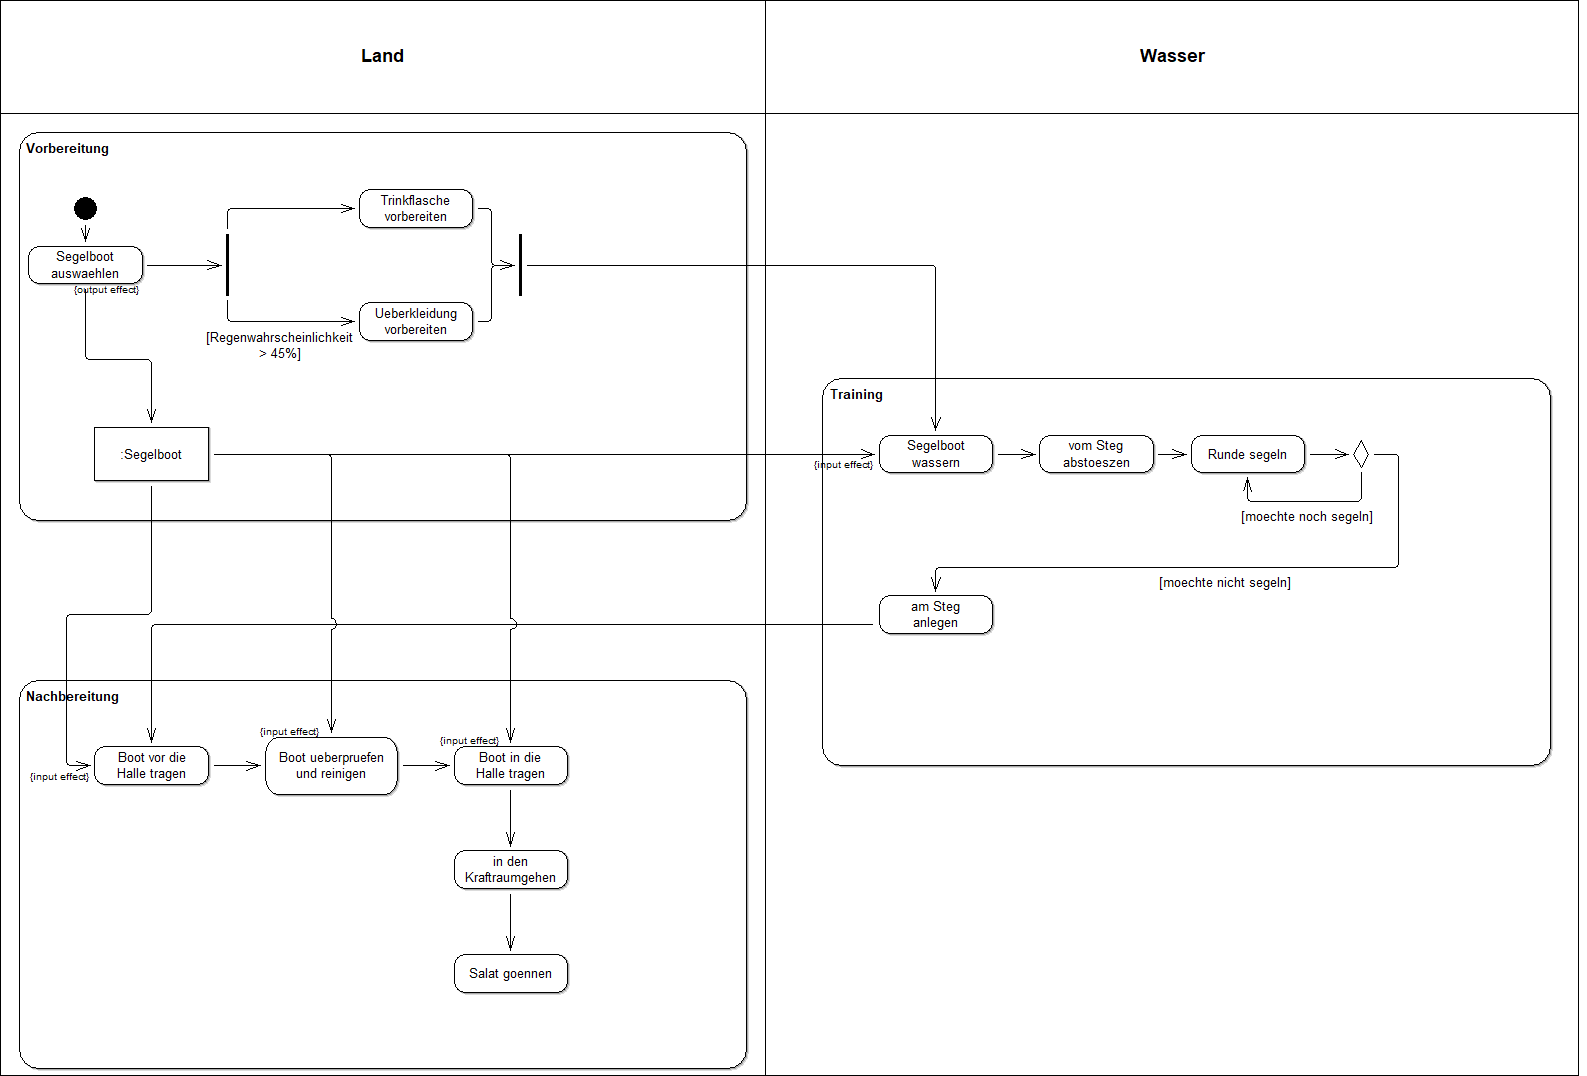 Land
Wasser
Vorbereitung
Trinkflasche
vorbereiten
Segelboot
auswaehlen
{output effect}
Ueberkleidung
vorbereiten
[Regenwahrscheinlichkeit
> 45%]
:Segelboot
Training
Segelboot
wassern
{input effect}
vom Steg
abstoeszen
Runde segeln
[moechte noch segeln]
[moechte nicht segeln]
am Steg
anlegen
Nachbereitung
Boot vor die
Halle tragen
{input effect}
{input effect}
Boot ueberpruefen
und reinigen
{input effect}
Boot in die
Halle tragen
in den
Kraftraumgehen
Salat goennen